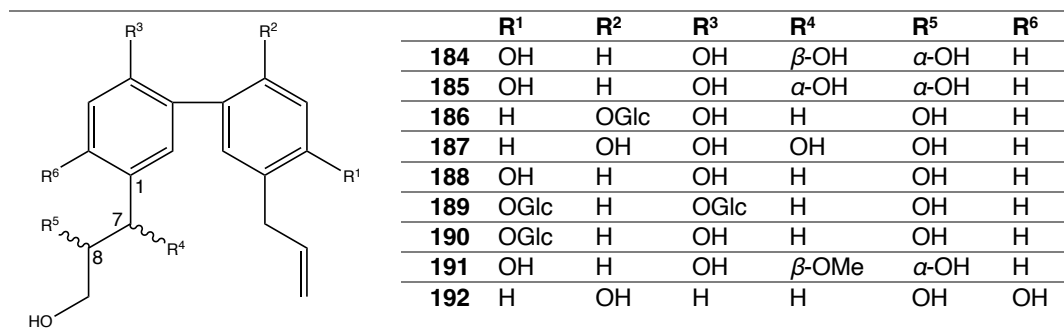 R³ R²
R⁶ R¹
1
R⁵ 7
8 R⁴
HO
R¹ R² R³ R⁴ R⁵ R⁶
184 OH H OH β-OH α-OH H
185 OH H OH α-OH α-OH H
186 H OGlc OH H OH H
187 H OH OH OH OH H
188 OH H OH H OH H
189 OGlc H OGlc H OH H
190 OGlc H OH H OH H
191 OH H OH β-OMe α-OH H
192 H OH H H OH OH